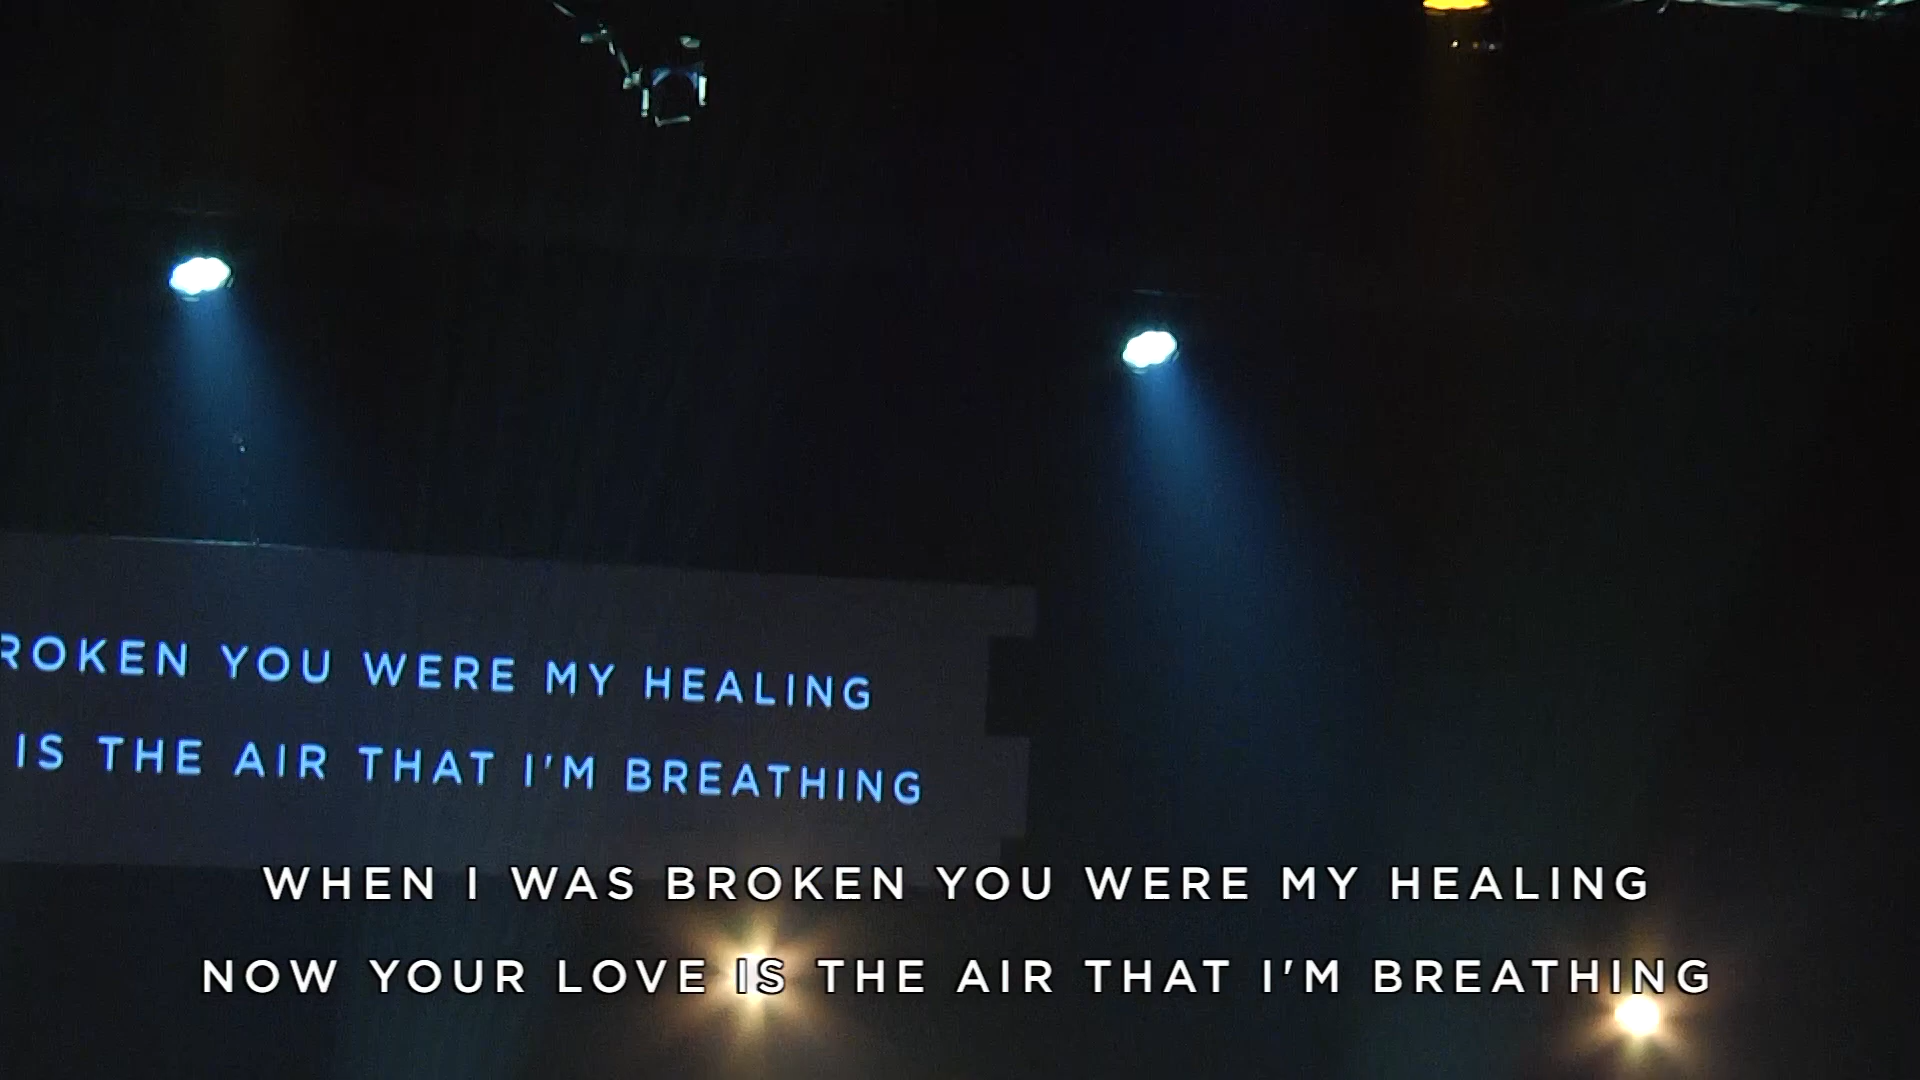 ROKEN YOU WERE MY HEALING
IS THE AIR THAT I'M BREATHING
WHEN I WAS BROKEN YOU WERE MY HEALING
NOW YOUR LOVE IS THE AIR THAT I'M BREATHING